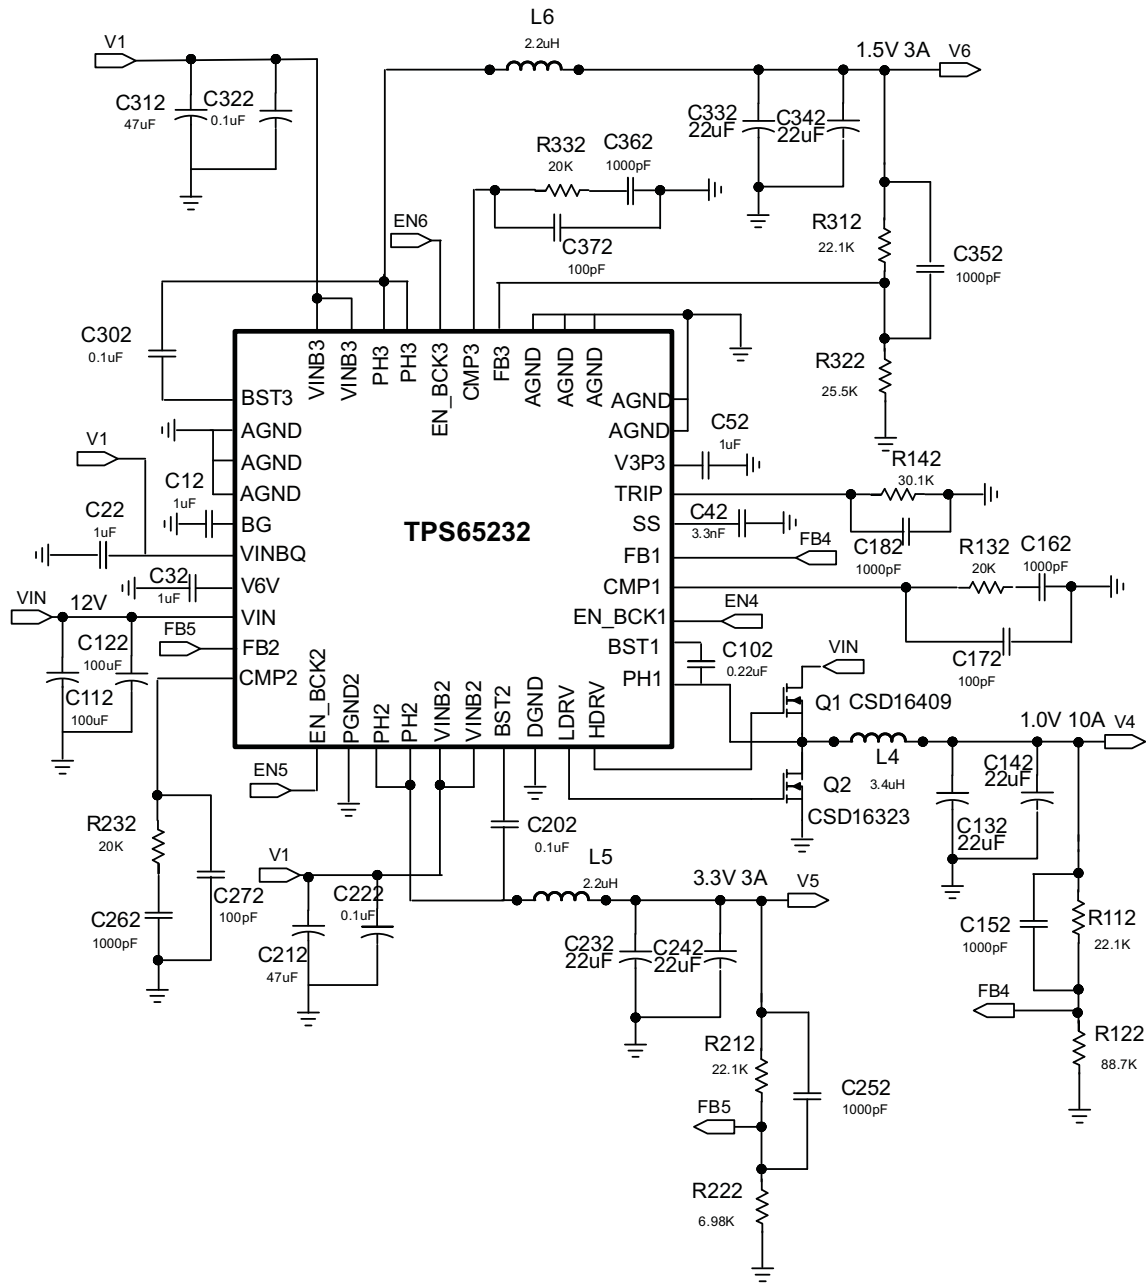 L6
2.2uH
V1
1.5V 3A
V6
C312
47uF
C322
0.1uF
C332
22uF
C342
22uF
R332
20K
C362
1000pF
C372
100pF
EN6
R312
22.1K
C352
1000pF
C302
0.1uF
R322
25.5K
VINB3
VINB3
PH3
PH3
EN_BCK3
CMP3
FB3
AGND
AGND
AGND
BST3
AGND
AGND
AGND
BG
VINBQ
V6V
VIN
FB2
CMP2
AGND
AGND
V3P3
TRIP
SS
FB1
CMP1
EN_BCK1
BST1
PH1
TPS65232
EN_BCK2
PGND2
PH2
PH2
VINB2
VINB2
BST2
DGND
LDRV
HDRV
V1
C12
1uF
C22
1uF
C32
1uF
VIN
12V
FB5
C122
100uF
C112
100uF
C52
1uF
R142
30.1K
C42
3.3nF
C182
1000pF
FB4
R132
20K
C162
1000pF
EN4
C172
100pF
C102
0.22uF
VIN
Q1 CSD16409
1.0V 10A
V4
L4
3.4uH
C142
22uF
Q2
CSD16323
C132
22uF
EN5
R232
20K
C272
100pF
C262
1000pF
V1
C222
0.1uF
C212
47uF
C202
0.1uF
L5
2.2uH
3.3V 3A
V5
C232
22uF
C242
22uF
C152
1000pF
R112
22.1K
FB4
R122
88.7K
R212
22.1K
C252
1000pF
FB5
R222
6.98K